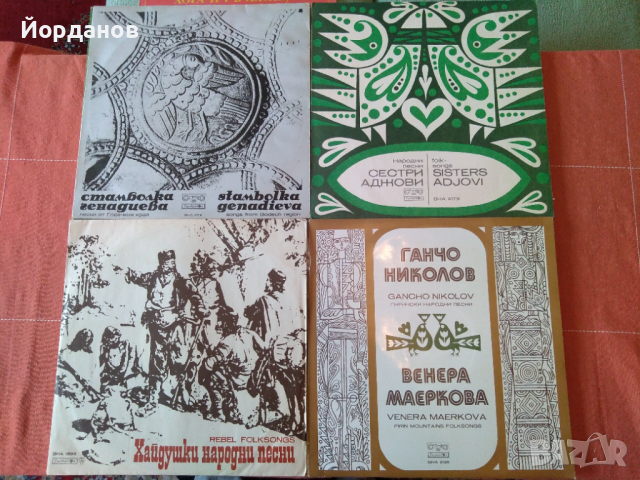 Йорданов
стамболка
генадиева
stambolka
genadieva
songs from
region
народни
песни
СЕСТРИ
АДЖОВИ
folk-
songs
SISTERS
ADJOVI
REBEL FOLKSONGS
Хайдушки народни песни
ГАНЧО
НИКОЛОВ
GANCHO NIKOLOV
ПИРИНСКИ НАРОДНИ ПЕСНИ
ВЕНЕРА
МАЕРКОВА
VENERA MAERKOVA
PIRIN MOUNTAINS FOLKSONGS
BAZAR